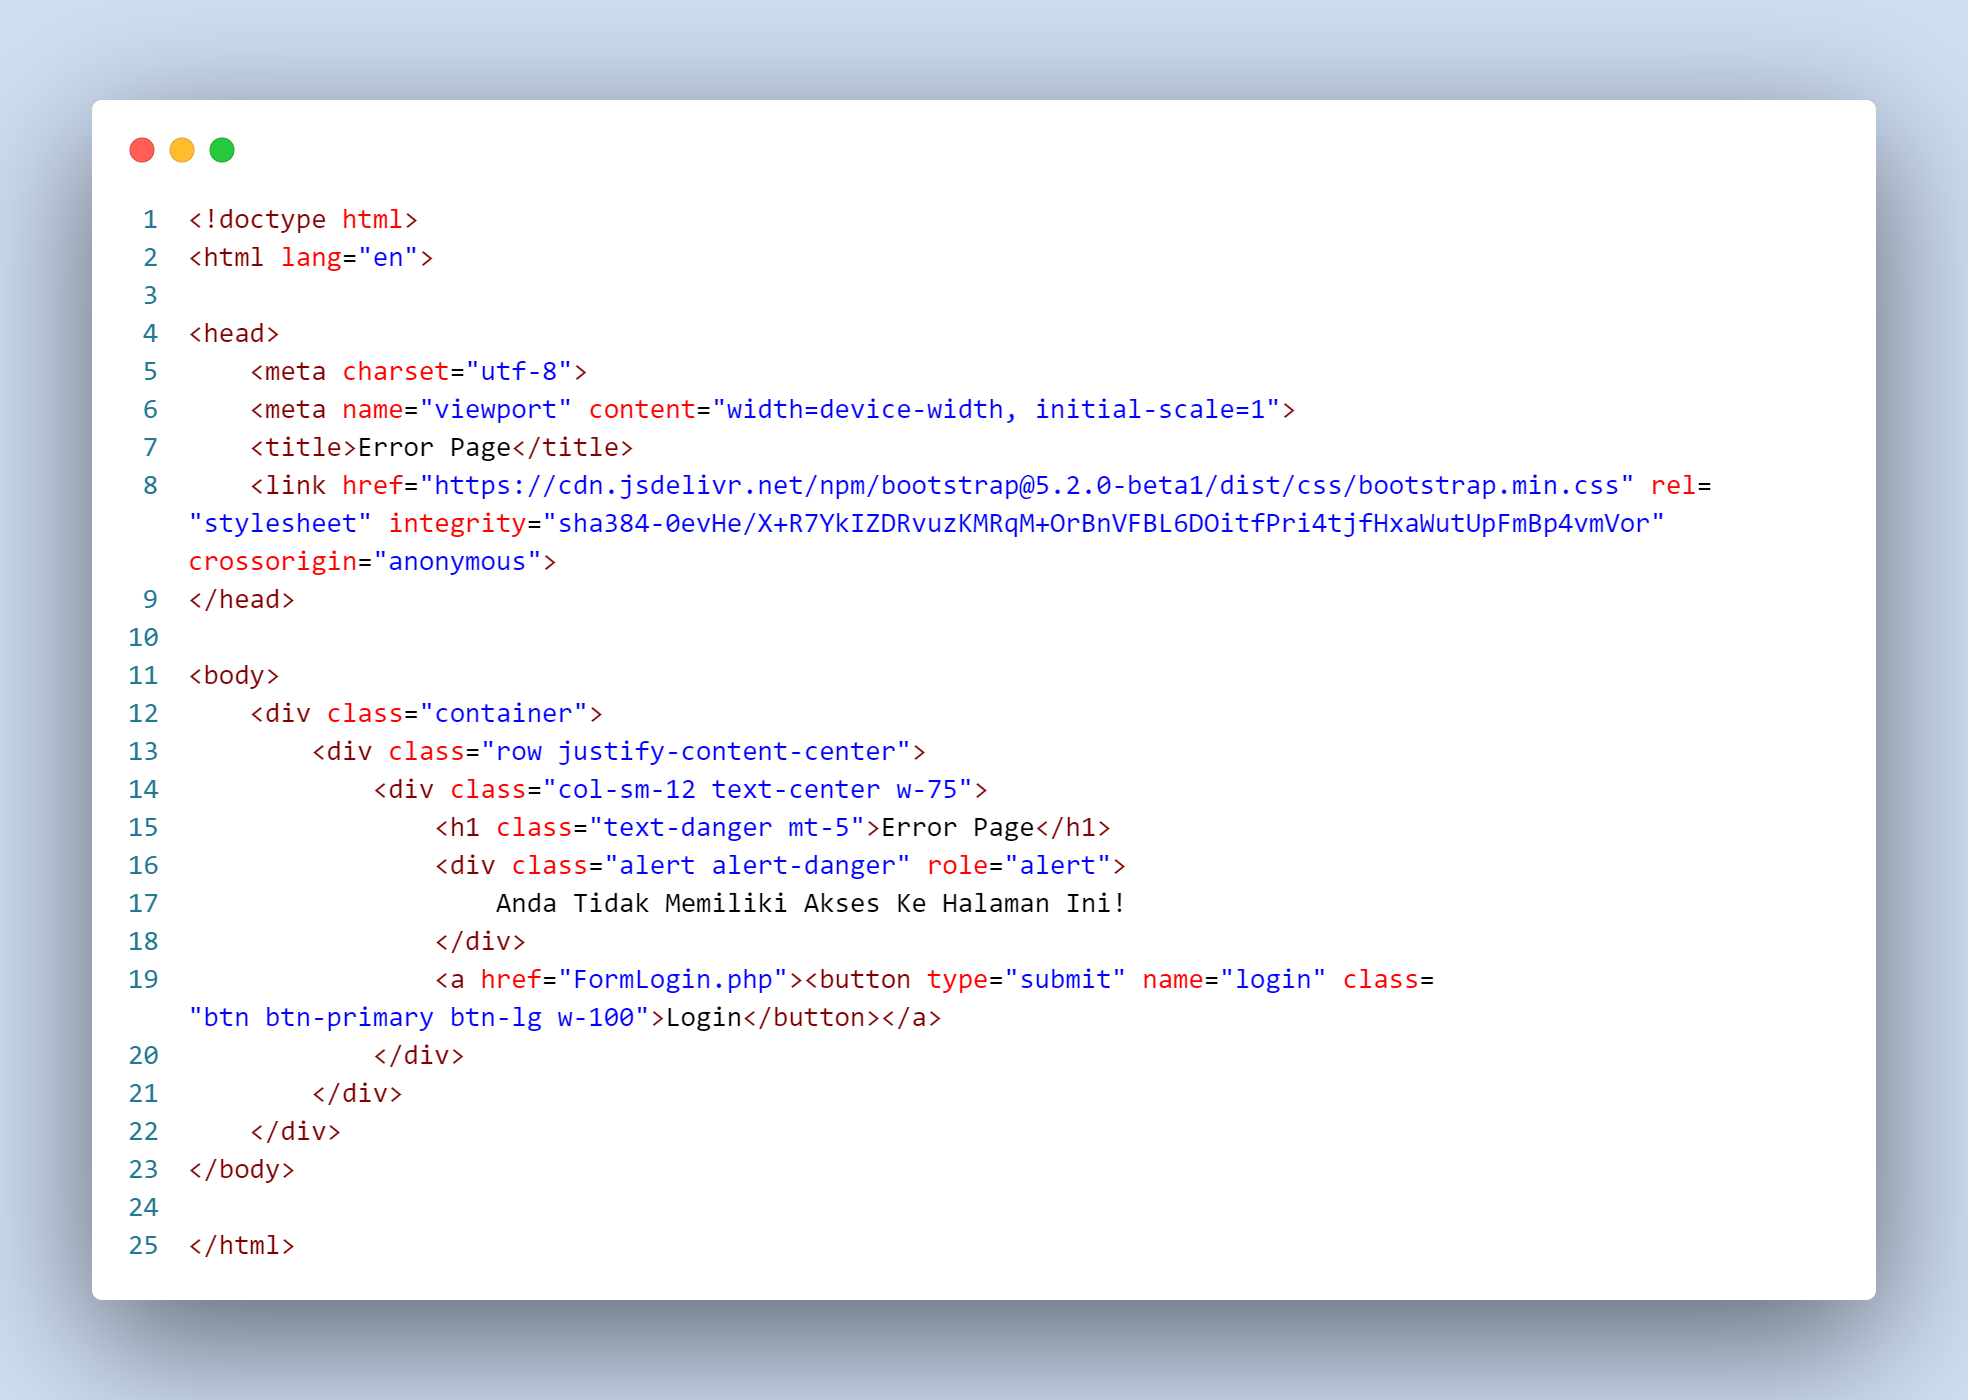 1 <!doctype html>
2 <html lang="en">
3
4 <head>
5     <meta charset="utf-8">
6     <meta name="viewport" content="width=device-width, initial-scale=1">
7     <title>Error Page</title>
8     <link href="https://cdn.jsdelivr.net/npm/bootstrap@5.2.0-beta1/dist/css/bootstrap.min.css" rel=
"stylesheet" integrity="sha384-0evHe/X+R7YkIZDRvuzKMRqM+OrBnVFBL6DOitfPri4tjfHxaWutUpFmBp4vmVor"
crossorigin="anonymous">
9 </head>
10
11 <body>
12     <div class="container">
13         <div class="row justify-content-center">
14             <div class="col-sm-12 text-center w-75">
15                 <h1 class="text-danger mt-5">Error Page</h1>
16                 <div class="alert alert-danger" role="alert">
17                     Anda Tidak Memiliki Akses Ke Halaman Ini!
18                 </div>
19                 <a href="FormLogin.php"><button type="submit" name="login" class=
"btn btn-primary btn-lg w-100">Login</button></a>
20             </div>
21         </div>
22     </div>
23 </body>
24
25 </html>